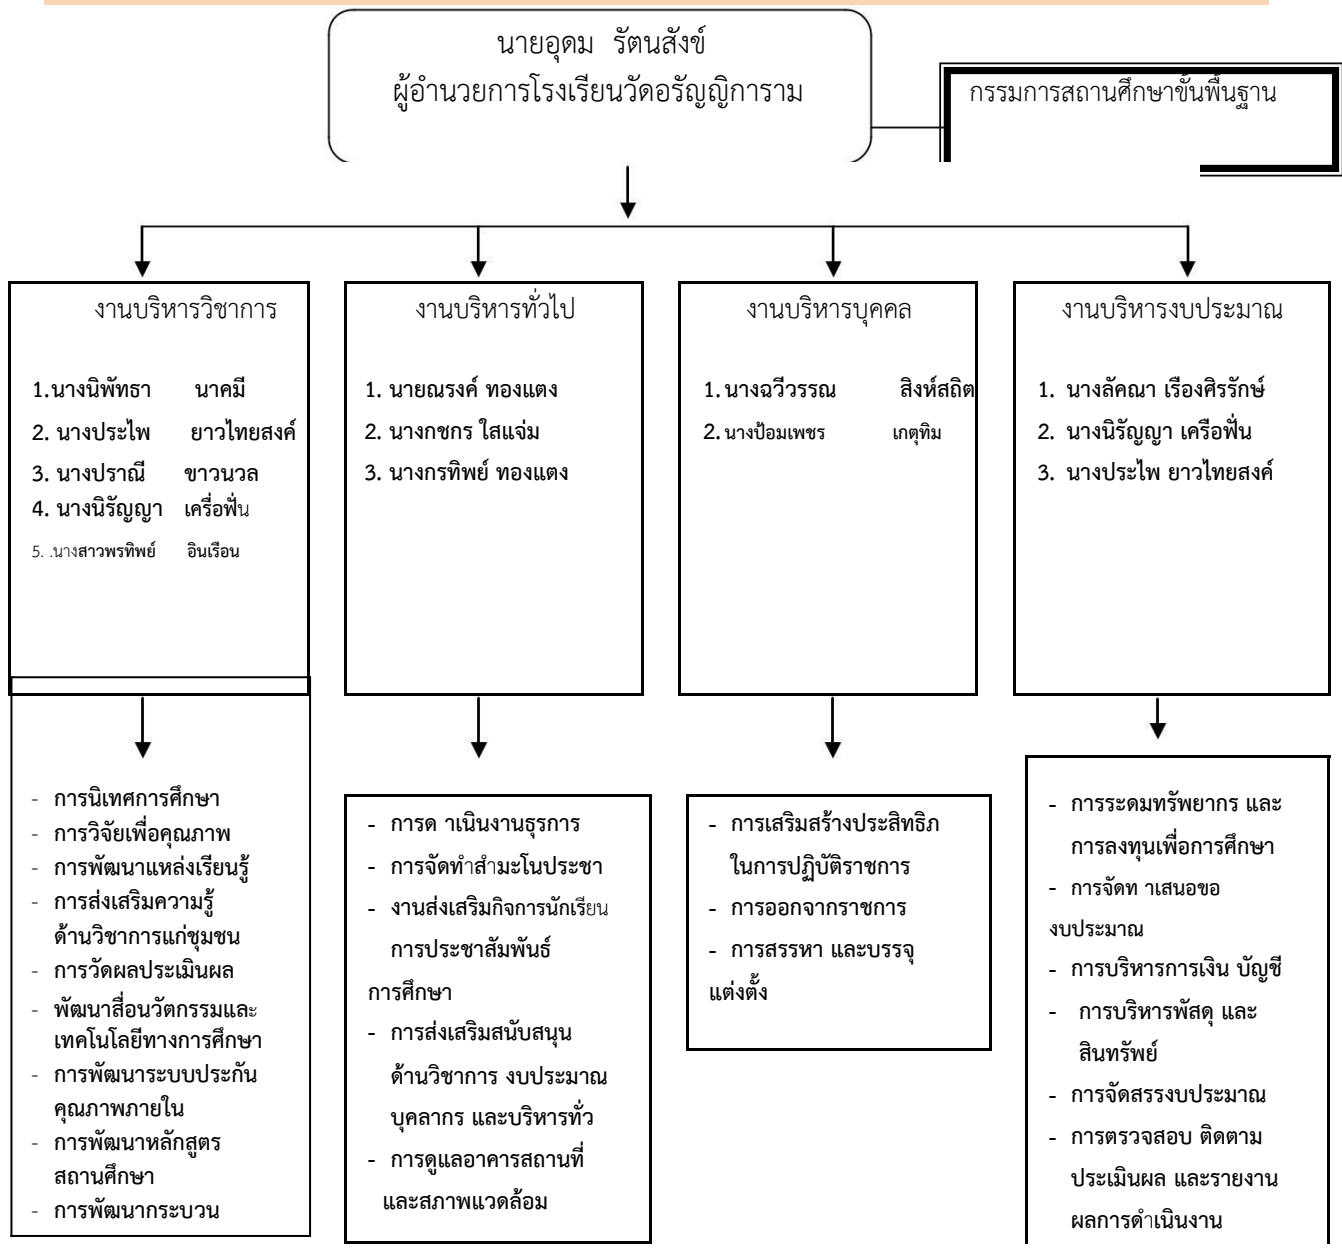 นายอุดม รัตนสังข์
ผู้อำนวยการโรงเรียนวัดอรัญญิการาม
กรรมการสถานศึกษาขั้นพื้นฐาน
งานบริหารวิชาการ
1.นางนิพัทธา นาคมี
2. นางประไพ ยาวไทยสงค์
3. นางปราณี ขาวนวล
4. นางนิรัญญา เครื่อฟั่น
5. .นางสาวพรทิพย์ อินเรือน
งานบริหารทั่วไป
1. นายณรงค์ ทองแตง
2. นางกชกร ใสแจ่ม
3. นางกรทิพย์ ทองแตง
งานบริหารบุคคล
1. นางฉวีวรรณ สิงห์สถิต
2. นางป้อมเพชร เกตุทิม
งานบริหารงบประมาณ
1. นางลัคณา เรืองศิรรักษ์
2. นางนิรัญญา เครือฟั่น
3. นางประไพ ยาวไทยสงค์
- การนิเทศการศึกษา
- การวิจัยเพื่อคุณภาพ
- การพัฒนาแหล่งเรียนรู้
- การส่งเสริมความรู้
ด้านวิชาการแก่ชุมชน
- การวัดผลประเมินผล
- พัฒนาสื่อนวัตกรรมและ
เทคโนโลยีทางการศึกษา
- การพัฒนาระบบประกัน
คุณภาพภายใน
- การพัฒนาหลักสูตร
สถานศึกษา
- การพัฒนากระบวน
- การด าเนินงานธุรการ
- การจัดทำสำมะโนประชา
- งานส่งเสริมกิจการนักเรียน
การประชาสัมพันธ์
การศึกษา
- การส่งเสริมสนับสนุน
ด้านวิชาการ งบประมาณ
บุคลากร และบริหารทั่ว
- การดูแลอาคารสถานที่
และสภาพแวดล้อม
- การเสริมสร้างประสิทธิภ
ในการปฏิบัติราชการ
- การออกจากราชการ
- การสรรหา และบรรจุ
แต่งตั้ง
- การระดมทรัพยากร และ
การลงทุนเพื่อการศึกษา
- การจัดท าเสนอขอ
งบประมาณ
- การบริหารการเงิน บัญชี
- การบริหารพัสดุ และ
สินทรัพย์
- การจัดสรรงบประมาณ
- การตรวจสอบ ติดตาม
ประเมินผล และรายงาน
ผลการดำเนินงาน